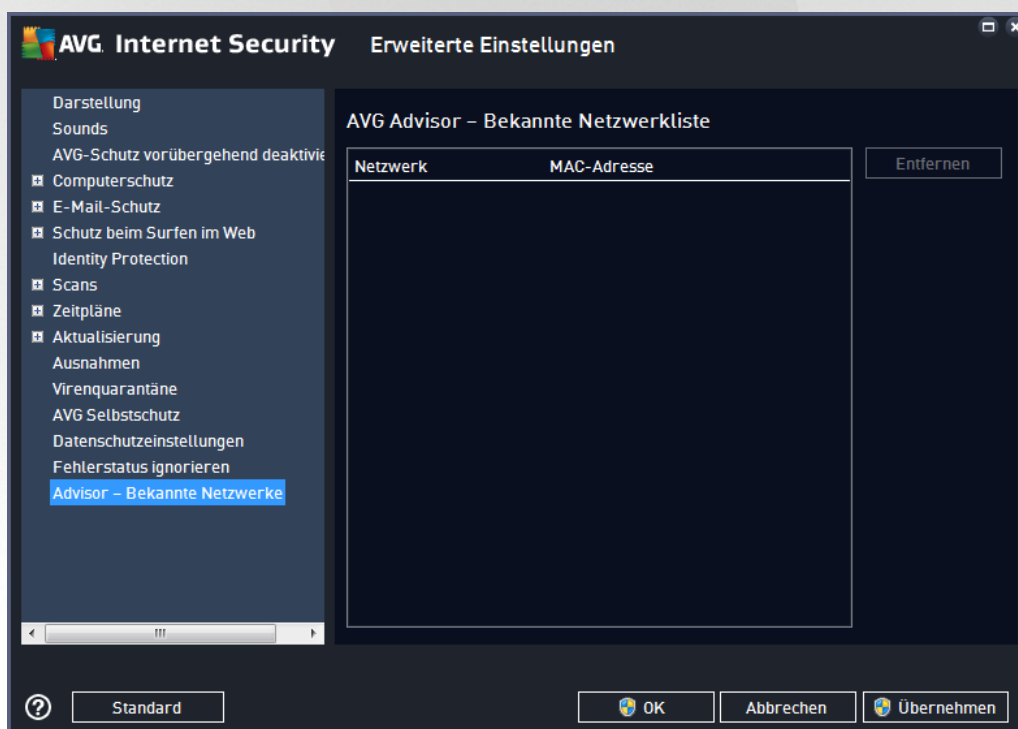 AVG. Internet Security Erweiterte Einstellungen
Darstellung
Sounds
AVG-Schutz vorübergehend deaktivie
Computerschutz
E-Mail-Schutz
Schutz beim Surfen im Web
Identity Protection
Scans
Zeitpläne
Aktualisierung
Ausnahmen
Virenquarantäne
AVG Selbstschutz
Datenschutzeinstellungen
Fehlerstatus ignorieren
Advisor – Bekannte Netzwerke
AVG Advisor – Bekannte Netzwerkliste
Netzwerk MAC-Adresse
Entfernen
Standard OK Abbrechen Übernehmen